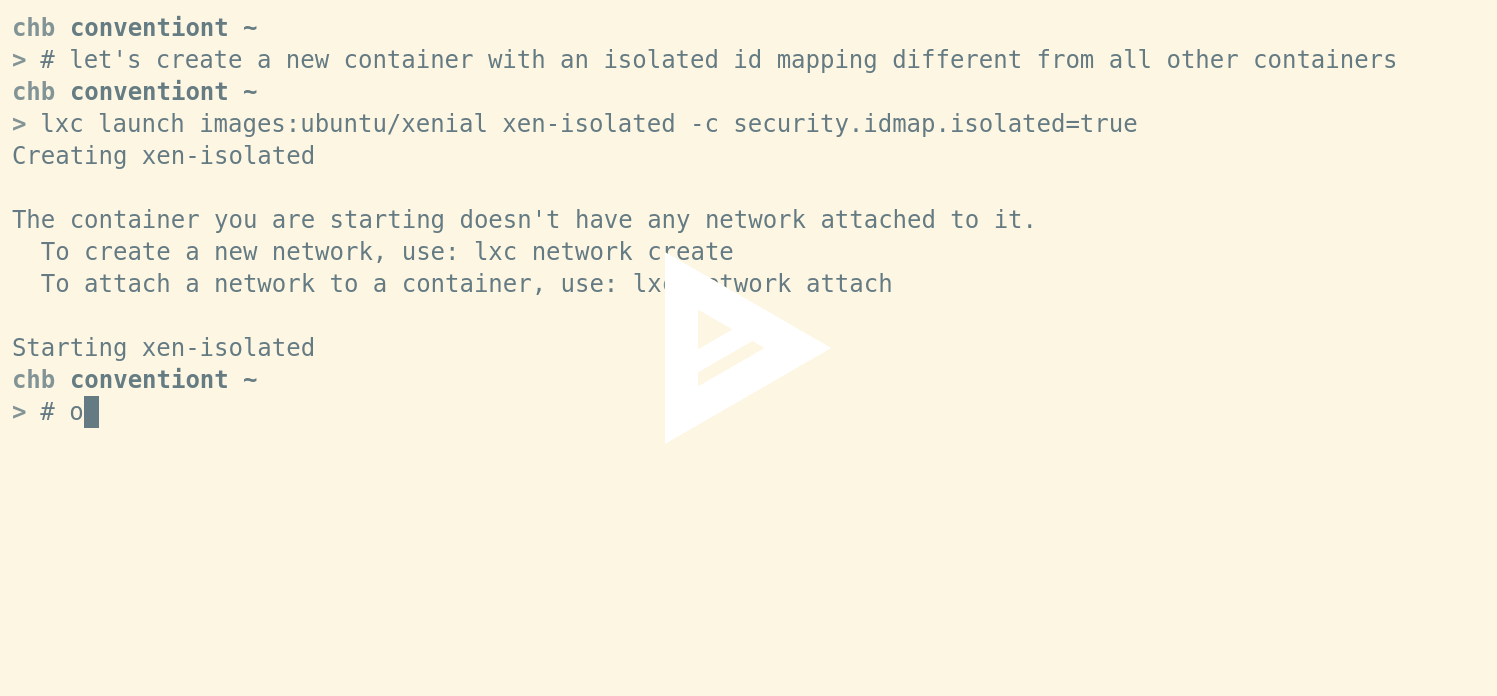 chb conventiont ~
> # let's create a new container with an isolated id mapping different from all other containers
chb conventiont ~
> lxc launch images:ubuntu/xenial xen-isolated -c security.idmap.isolated=true
Creating xen-isolated

The container you are starting doesn't have any network attached to it.
  To create a new network, use: lxc network create
  To attach a network to a container, use: lxc network attach

Starting xen-isolated
chb conventiont ~
> # o